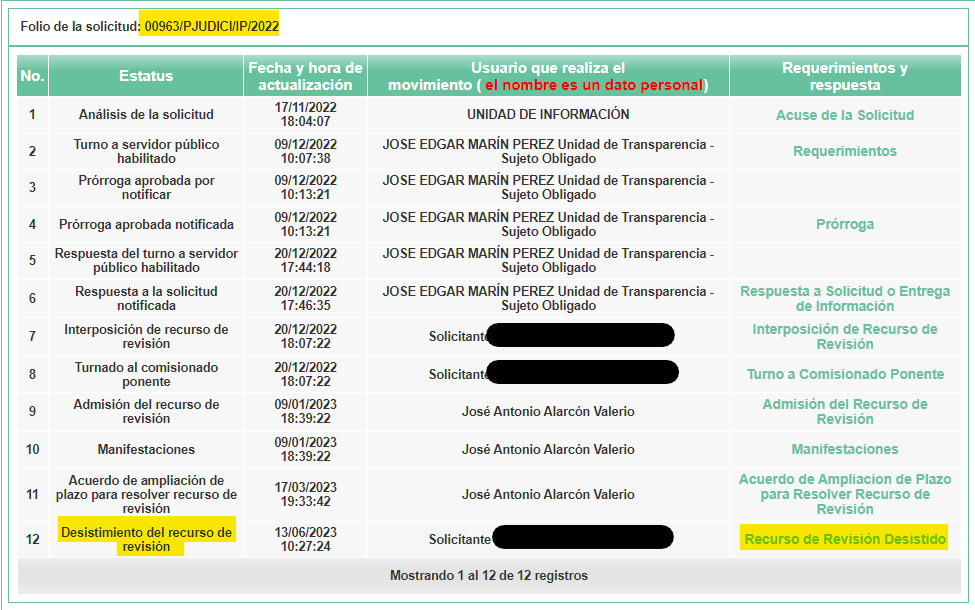 Folio de la solicitud: 00963/PJUDICI/IP/2022
No.
Estatus
Fecha y hora de
actualización
Usuario que realiza el
movimiento ( el nombre es un dato personal)
Requerimientos y
respuesta
1
Análisis de la solicitud
17/11/2022
18:04:07
UNIDAD DE INFORMACIÓN
Acuse de la Solicitud
2
Turno a servidor público
habilitado
09/12/2022
10:07:38
JOSE EDGAR MARÍN PEREZ Unidad de Transparencia -
Sujeto Obligado
Requerimientos
3
Prórroga aprobada por
notificar
09/12/2022
10:13:21
JOSE EDGAR MARÍN PEREZ Unidad de Transparencia -
Sujeto Obligado
4
Prórroga aprobada notificada
09/12/2022
10:13:21
JOSE EDGAR MARÍN PEREZ Unidad de Transparencia -
Sujeto Obligado
Prórroga
5
Respuesta del turno a servidor
público habilitado
20/12/2022
17:44:18
JOSE EDGAR MARÍN PEREZ Unidad de Transparencia -
Sujeto Obligado
6
Respuesta a la solicitud
notificada
20/12/2022
17:46:35
JOSE EDGAR MARÍN PEREZ Unidad de Transparencia -
Sujeto Obligado
Respuesta a Solicitud o Entrega
de Información
7
Interposición de recurso de
revisión
20/12/2022
18:07:22
Solicitante
Interposición de Recurso de
Revisión
8
Turnado al comisionado
ponente
20/12/2022
18:07:22
Solicitante
Turno a Comisionado Ponente
9
Admisión del recurso de
revisión
09/01/2023
18:39:22
José Antonio Alarcón Valerio
Admisión del Recurso de
Revisión
10
Manifestaciones
09/01/2023
18:39:22
José Antonio Alarcón Valerio
Manifestaciones
11
Acuerdo de ampliación de
plazo para resolver recurso de
revisión
17/03/2023
19:33:42
José Antonio Alarcón Valerio
Acuerdo de Ampliacion de Plazo
para Resolver Recurso de
Revisión
12
Desistimiento del recurso de
revisión
13/06/2023
10:27:24
Solicitante
Recurso de Revisión Desistido
Mostrando 1 al 12 de 12 registros